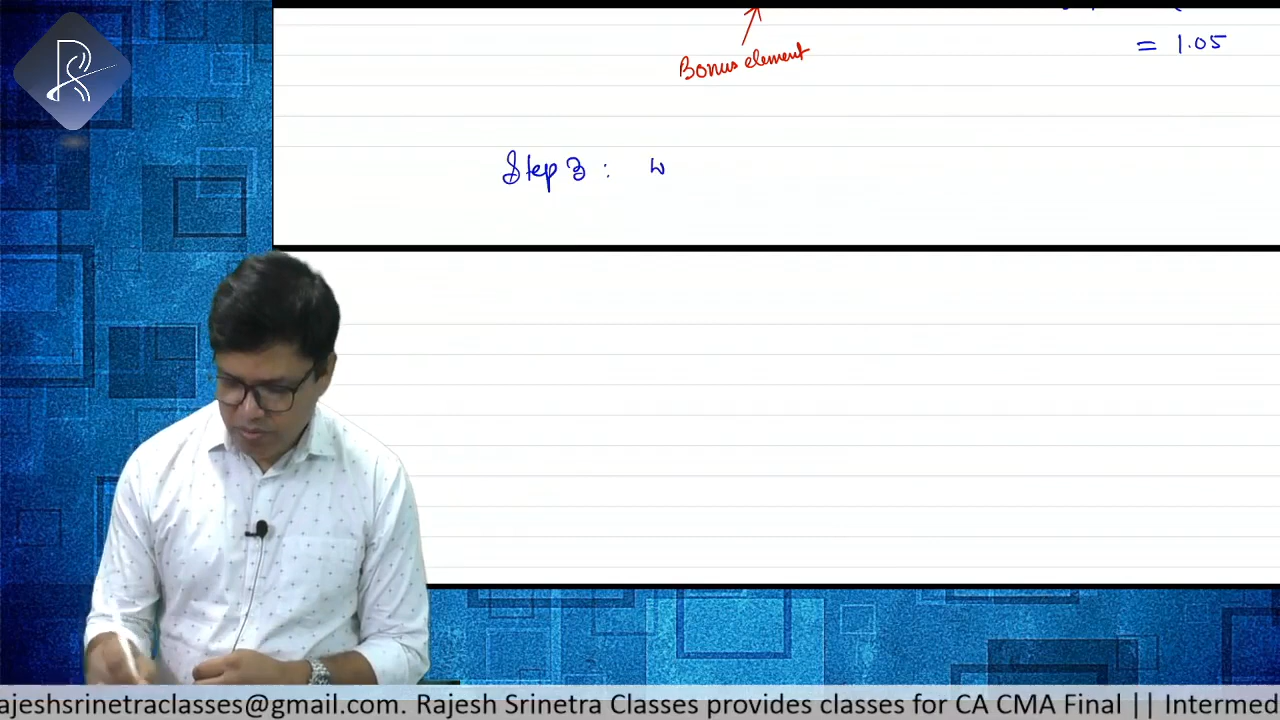 = 1.05
Bonus element
Step 3 : W
ajeshsrinetraclasses@gmail.com. Rajesh Srinetra Classes provides classes for CA CMA Final || Intermed